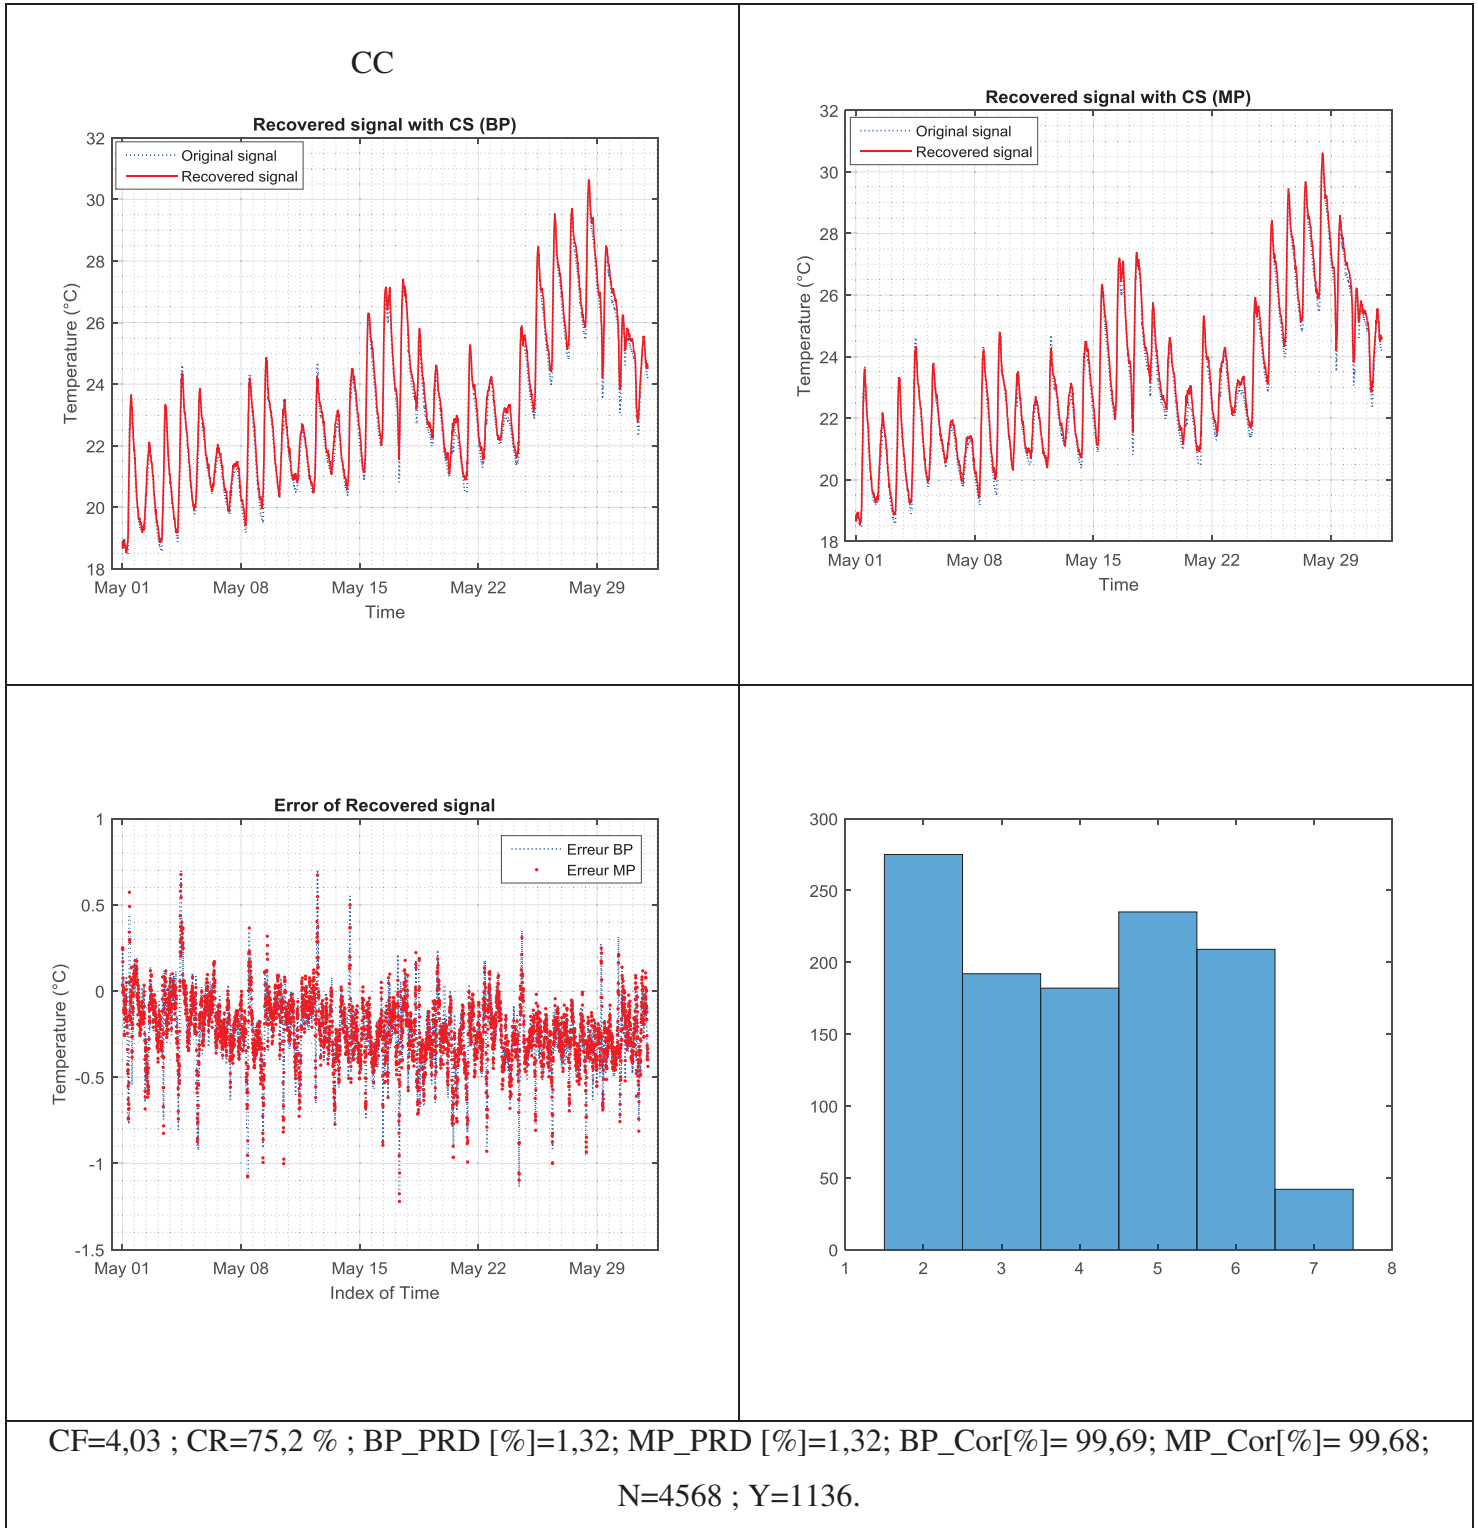 CC
Recovered signal with CS (BP)
Original signal
Recovered signal
32
30
28
26
24
22
20
18
Temperature (°C)
May 01 May 08 May 15 May 22 May 29
Time
Recovered signal with CS (MP)
Original signal
Recovered signal
32
30
28
26
24
22
20
18
Temperature (°C)
May 01 May 08 May 15 May 22 May 29
Time
Error of Recovered signal
Erreur BP
Erreur MP
1
0.5
0
-0.5
-1
-1.5
Temperature (°C)
May 01 May 08 May 15 May 22 May 29
Index of Time
300
250
200
150
100
50
0
1 2 3 4 5 6 7 8
CF=4,03 ; CR=75,2 % ; BP_PRD [%]=1,32; MP_PRD [%]=1,32; BP_Cor[%]= 99,69; MP_Cor[%]= 99,68;
N=4568 ; Y=1136.